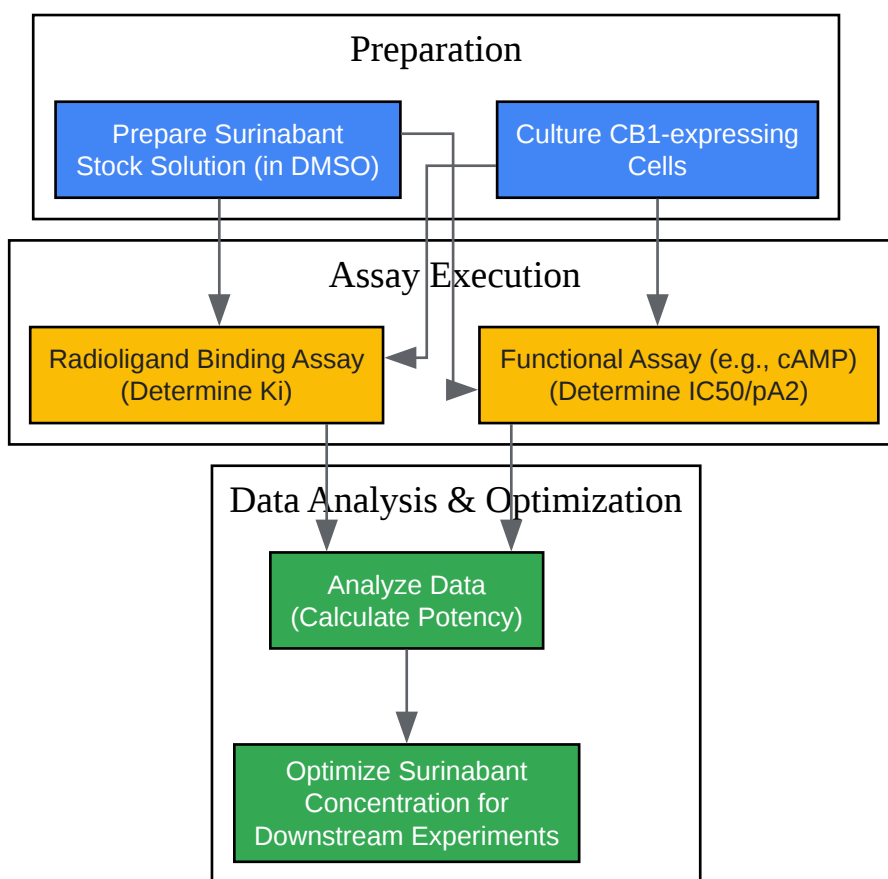 Preparation
Prepare Surinabant
Stock Solution (in DMSO)
Culture CB1-expressing
Cells
Assay Execution
Radioligand Binding Assay
(Determine Ki)
Functional Assay (e.g., cAMP)
(Determine IC50/pA2)
Data Analysis & Optimization
Analyze Data
(Calculate Potency)
Optimize Surinabant
Concentration for
Downstream Experiments